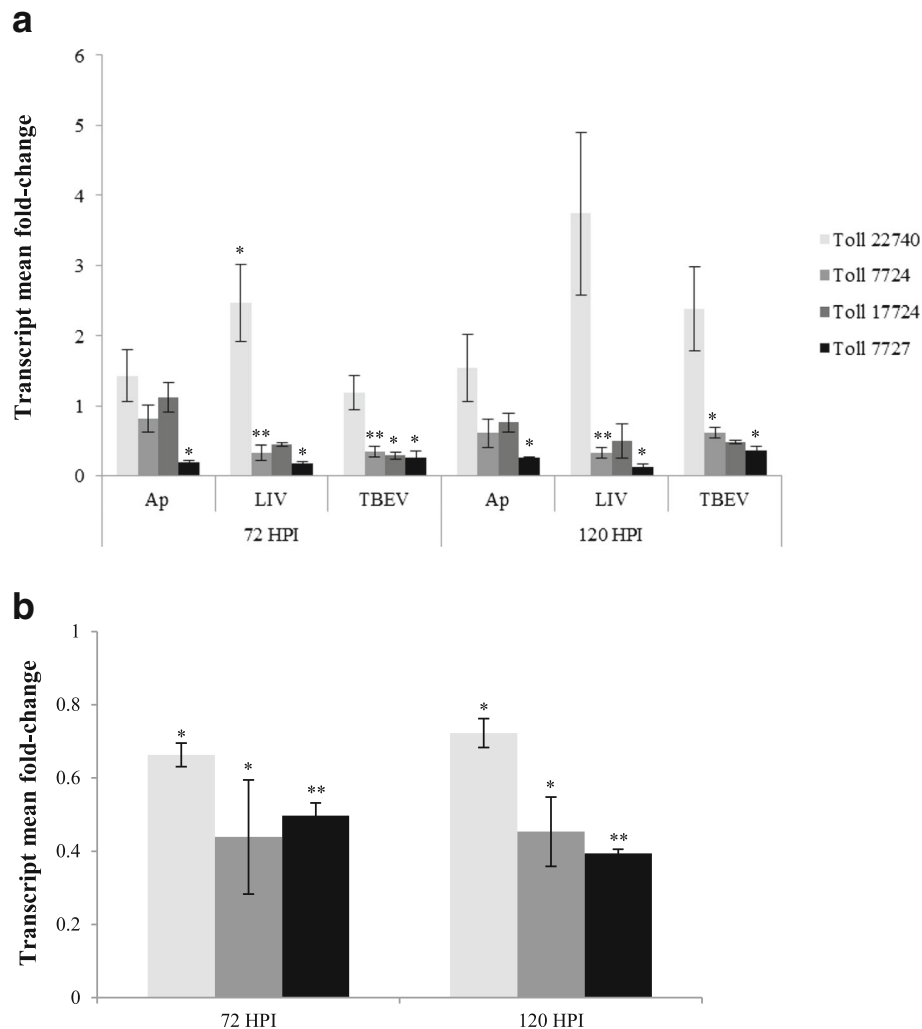 a
Transcript mean fold-change
6
5
4
3
2
1
0
*
*
**
*
**
*
*
*
**
*
*
*
Ap
LIV
TBEV
Ap
LIV
TBEV
72 HPI
120 HPI
Toll 22740
Toll 7724
Toll 17724
Toll 7727
b
Transcript mean fold-change
1
0.8
0.6
0.4
0.2
0
*
*
**
*
*
**
72 HPI
120 HPI